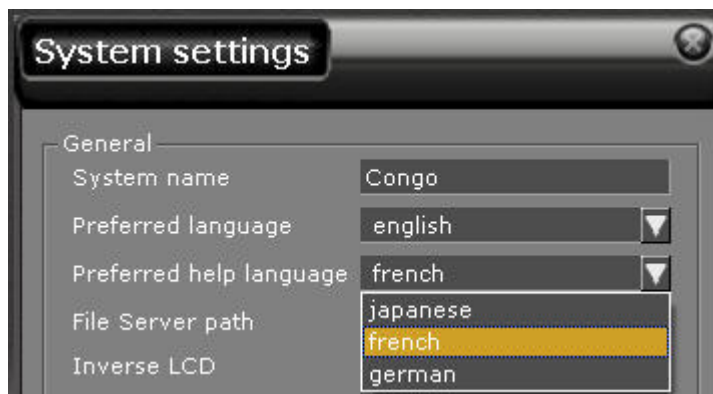 System settings
General
System name Congo
Preferred language english
Preferred help language french
File Server path japanese
french
Inverse LCD german